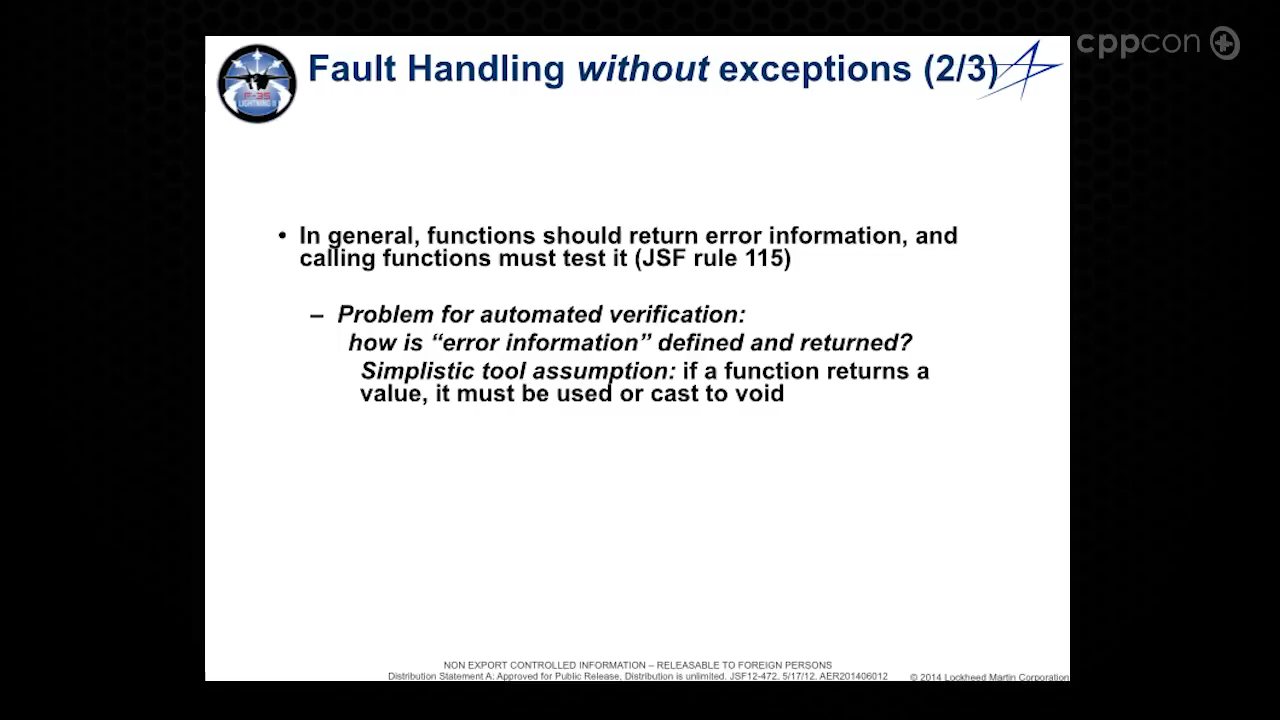 cppcon
Fault Handling without exceptions (2/3)
F-35
LIGHTNING II
• In general, functions should return error information, and
calling functions must test it (JSF rule 115)
– Problem for automated verification:
how is “error information” defined and returned?
Simplistic tool assumption: if a function returns a
value, it must be used or cast to void
NON EXPORT CONTROLLED INFORMATION – RELEASABLE TO FOREIGN PERSONS
Distribution Statement A: Approved for Public Release, Distribution is unlimited. JSF12-472, 5/17/12, AER201406012
© 2014 Lockheed Martin Corporation